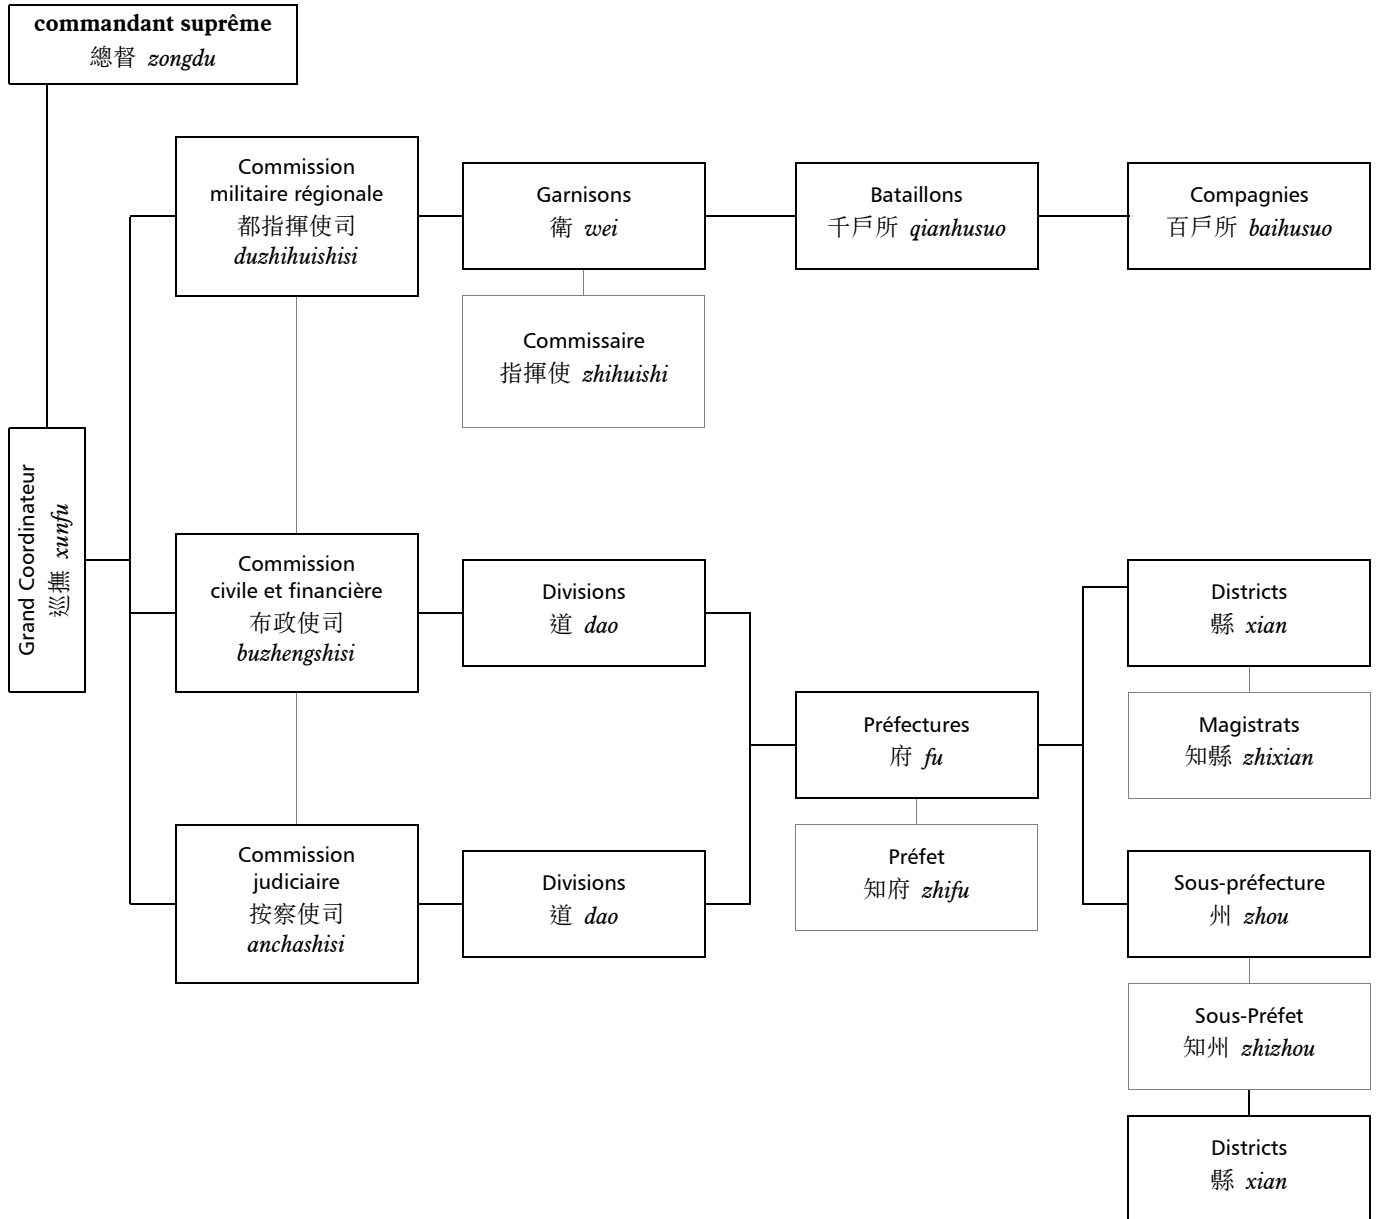 commandant suprême
總督 zongdu
Commission
militaire régionale
都指揮使司
duzhihuishisi
Garnisons
衛 wei
Bataillons
千戶所 qianhusuo
Compagnies
百戶所 baihusuo
Commissaire
指揮使 zhihuishi
Grand Coordinateur
巡撫 xunfu
Commission
civile et financière
布政使司
buzhengshisi
Divisions
道 dao
Districts
縣 xian
Préfectures
府 fu
Magistrats
知縣 zhixian
Commission
judiciaire
按察使司
anchashisi
Divisions
道 dao
Préfet
知府 zhifu
Sous-préfecture
州 zhou
Sous-Préfet
知州 zhizhou
Districts
縣 xian